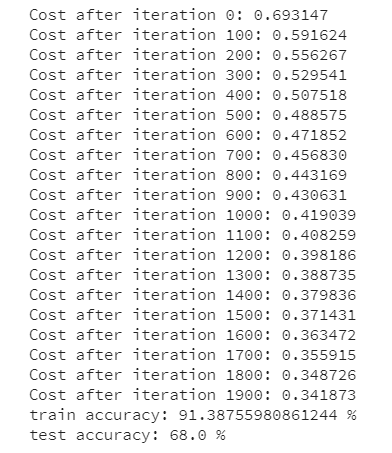 Cost after iteration 0: 0.693147
Cost after iteration 100: 0.591624
Cost after iteration 200: 0.556267
Cost after iteration 300: 0.529541
Cost after iteration 400: 0.507518
Cost after iteration 500: 0.488575
Cost after iteration 600: 0.471852
Cost after iteration 700: 0.456830
Cost after iteration 800: 0.443169
Cost after iteration 900: 0.430631
Cost after iteration 1000: 0.419039
Cost after iteration 1100: 0.408259
Cost after iteration 1200: 0.398186
Cost after iteration 1300: 0.388735
Cost after iteration 1400: 0.379836
Cost after iteration 1500: 0.371431
Cost after iteration 1600: 0.363472
Cost after iteration 1700: 0.355915
Cost after iteration 1800: 0.348726
Cost after iteration 1900: 0.341873
train accuracy: 91.38755980861244 %
test accuracy: 68.0 %